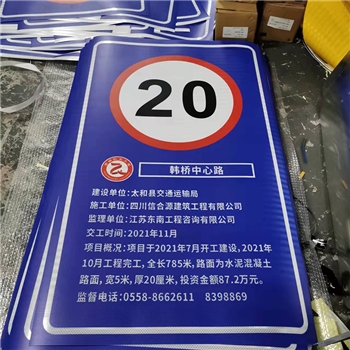 20
韩桥中心路
建设单位:太和县交通运输局
施工单位:四川信合源建筑工程有限公司
监理单位:江苏东南工程咨询有限公司
交工时间:2021年11月
项目概况:项目于2021年7月开工建设,2021年
10月工程完工,全长785米,路面为水泥混凝土
路面,宽5米,厚20厘米,投资金额87.2万元。
监督电话:0558-8662611 8398869